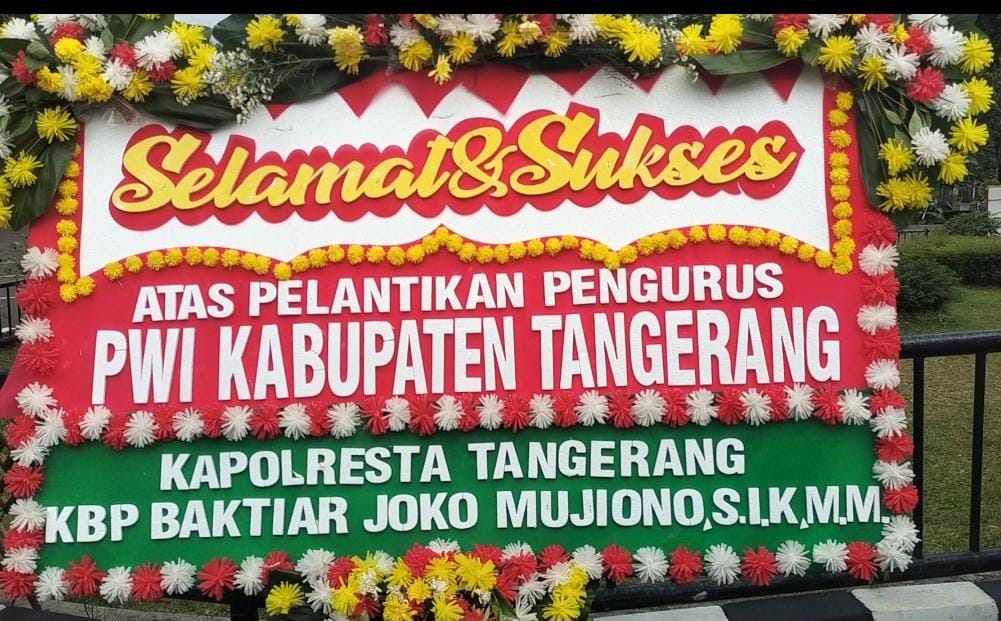 Selamat & Sukses
ATAS PELANTIKAN PENGURUS
PWI KABUPATEN TANGERANG
KAPOLRESTA TANGERANG
KBP BAKTIAR JOKO MUJIONO,S.I.K,M.M.